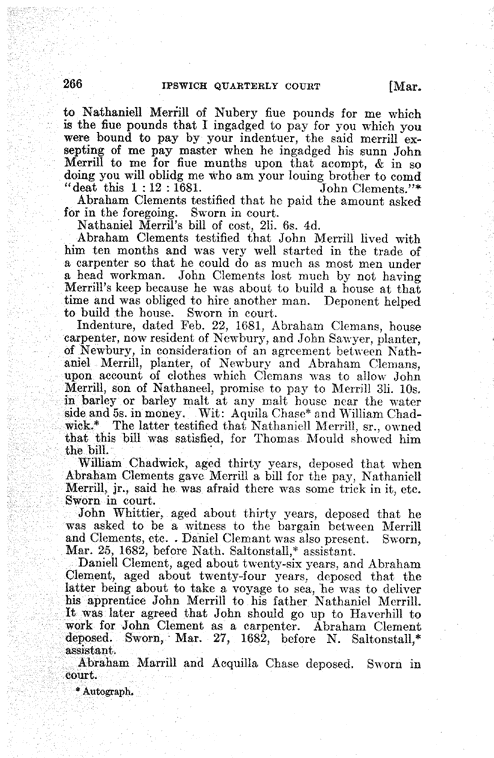 266 IPSWICH QUARTERLY COURT [Mar.
to Nathaniell Merrill of Nubery fiue pounds for me which
is the fiue pounds that I ingadged to pay for you which you
were bound to pay by your indentuer, the said merrill ex-
septing of me pay master when he ingadged his sunn John
Merrill to me for fiue munths upon that acompt, & in so
doing you will oblidg me who am your louing brother to comd
"deat this 1 : 12 : 1681. John Clements."*
Abraham Clements testified that he paid the amount asked
for in the foregoing. Sworn in court.
Nathaniel Merril's bill of cost, 2li. 6s. 4d.
Abraham Clements testified that John Merrill lived with
him ten months and was very well started in the trade of
a carpenter so that he could do as much as most men under
a head workman. John Clements lost much by not having
Merrill's keep because he was about to build a house at that
time and was obliged to hire another man. Deponent helped
to build the house. Sworn in court.
Indenture, dated Feb. 22, 1681, Abraham Clemans, house
carpenter, now resident of Newbury, and John Sawyer, planter,
of Newbury, in consideration of an agreement between Nath-
aniel Merrill, planter, of Newbury and Abraham Clemans,
upon account of clothes which Clemans was to allow John
Merrill, son of Nathaneel, promise to pay to Merrill 3li. 10s.
in barley or barley malt at any malt house near the water
side and 5s. in money. Wit: Aquila Chase* and William Chad-
wick.* The latter testified that Nathaniell Merrill, sr., owned
that this bill was satisfied, for Thomas Mould showed him
the bill.
William Chadwick, aged thirty years, deposed that when
Abraham Clements gave Merrill a bill for the pay, Nathaniell
Merrill, jr., said he was afraid there was some trick in it, etc.
Sworn in court.
John Whittier, aged about thirty years, deposed that he
was asked to be a witness to the bargain between Merrill
and Clements, etc. . Daniel Clemant was also present. Sworn,
Mar. 25, 1682, before Nath. Saltonstall,* assistant.
Daniell Clement, aged about twenty-six years, and Abraham
Clement, aged about twenty-four years, deposed that the
latter being about to take a voyage to sea, he was to deliver
his apprentice John Merrill to his father Nathaniel Merrill.
It was later agreed that John should go up to Haverhill to
work for John Clement as a carpenter. Abraham Clement
deposed. Sworn, Mar. 27, 1682, before N. Saltonstall,*
assistant.
Abraham Marrill and Acquilla Chase deposed. Sworn in
court.
* Autograph.